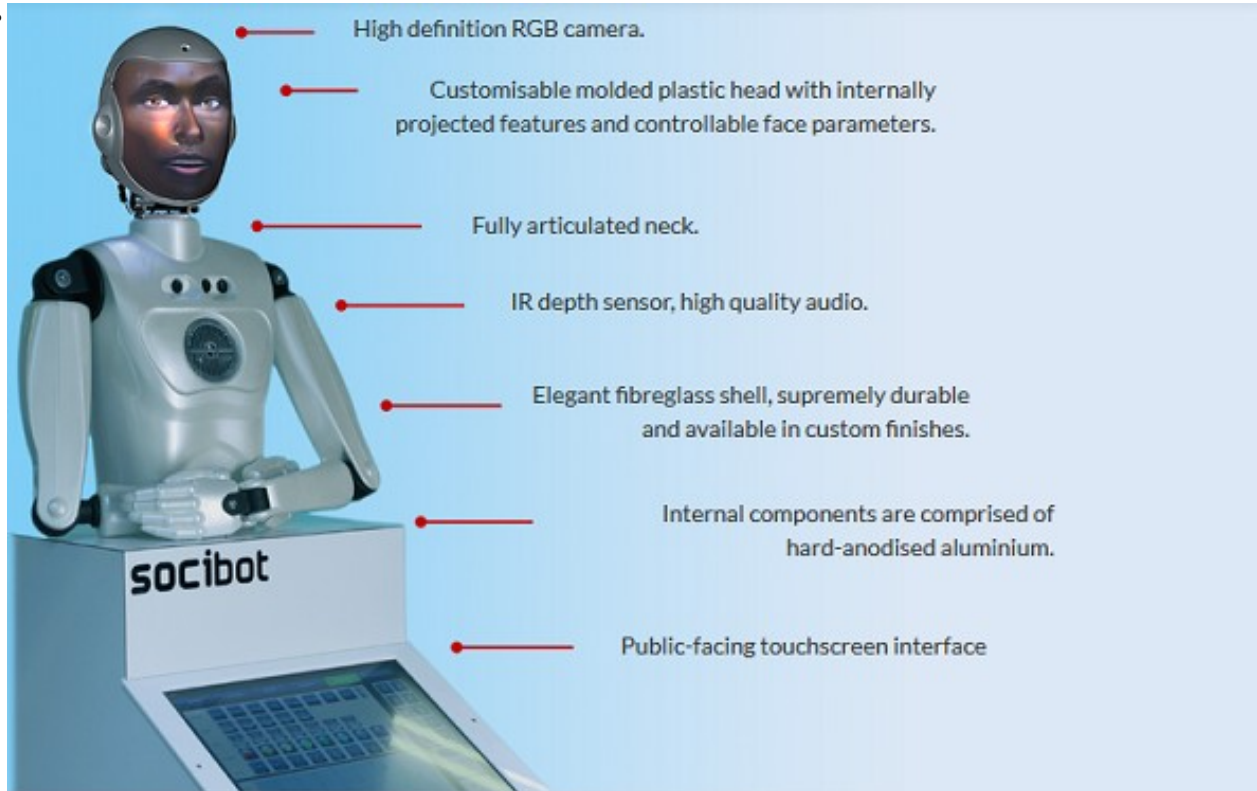 High definition RGB camera.
Customisable molded plastic head with internally
projected features and controllable face parameters.
Fully articulated neck.
IR depth sensor, high quality audio.
Elegant fibreglass shell, supremely durable
and available in custom finishes.
Internal components are comprised of
hard-anodised aluminium.
socibot
Public-facing touchscreen interface